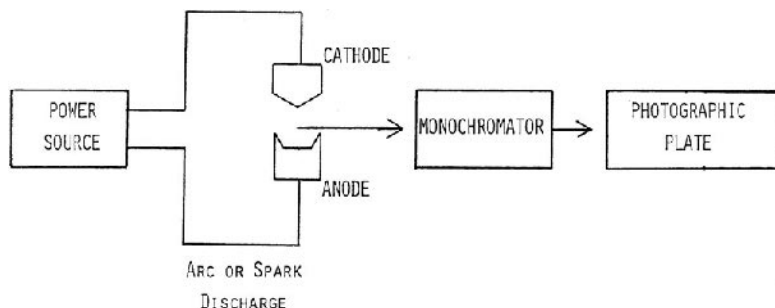 CATHODE
POWER
SOURCE
MONOCHROMATOR
PHOTOGRAPHIC
PLATE
ANODE
ARC OR SPARK
DISCHARGE